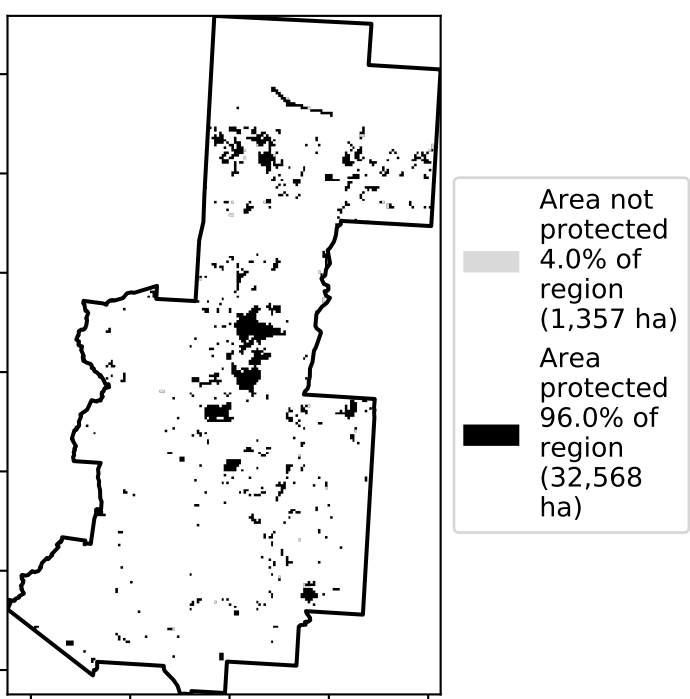 Area not
protected
4.0% of
region
(1,357 ha)
Area
protected
96.0% of
region
(32,568
ha)